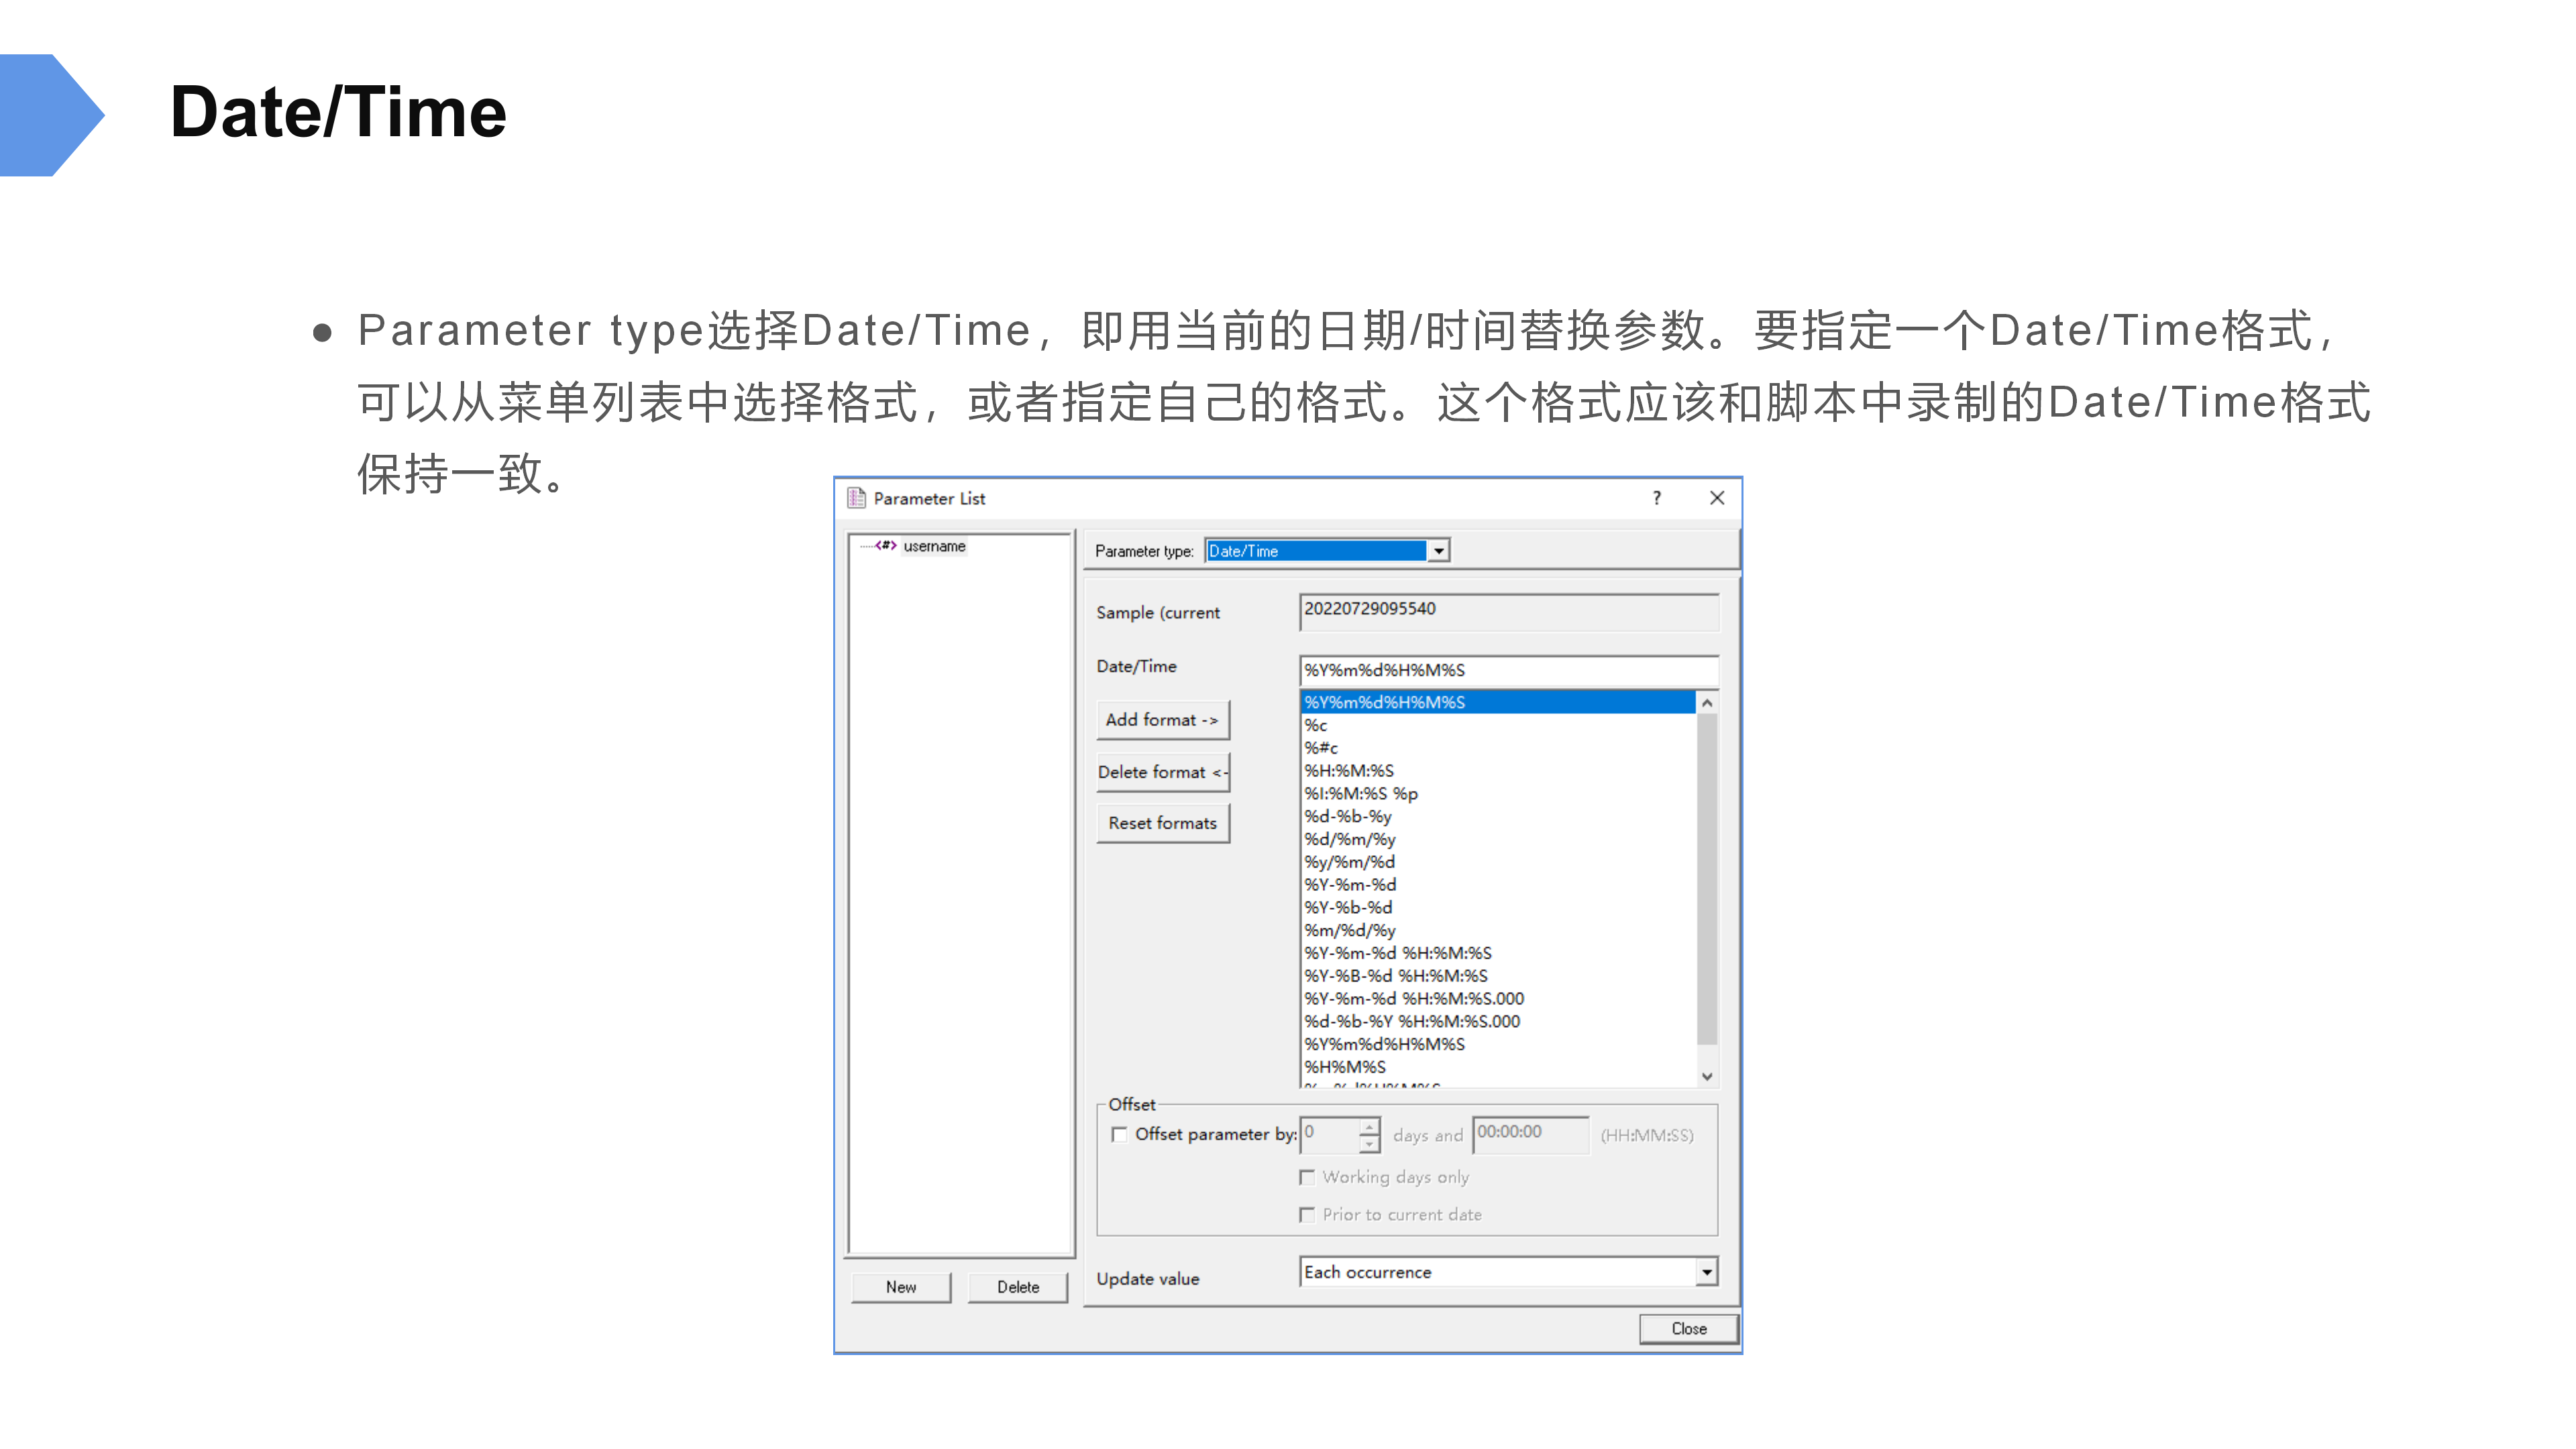 Date/Time
● Parameter type选择Date/Time，即用当前的日期/时间替换参数。要指定一个Date/Time格式，
可以从菜单列表中选择格式，或者指定自己的格式。这个格式应该和脚本中录制的Date/Time格式
保持一致。
Parameter List
? ×
<#> username
Parameter type: Date/Time
Sample (current 20220729095540
Date/Time %Y%m%d%H%M%S
Add format ->
Delete format <-
Reset formats
%Y%m%d%H%M%S
%c
%#c
%H:%M:%S
%I:%M:%S %p
%d-%b-%y
%d/%m/%y
%y/%m/%d
%Y-%m-%d
%Y-%b-%d
%m/%d/%y
%Y-%m-%d %H:%M:%S
%Y-%B-%d %H:%M:%S
%Y-%m-%d %H:%M:%S.000
%d-%b-%Y %H:%M:%S.000
%Y%m%d%H%M%S
%H%M%S
Offset
Offset parameter by: 0 days and 00:00:00 (HH:MM:SS)
Working days only
Prior to current date
Update value Each occurrence
New Delete
Close